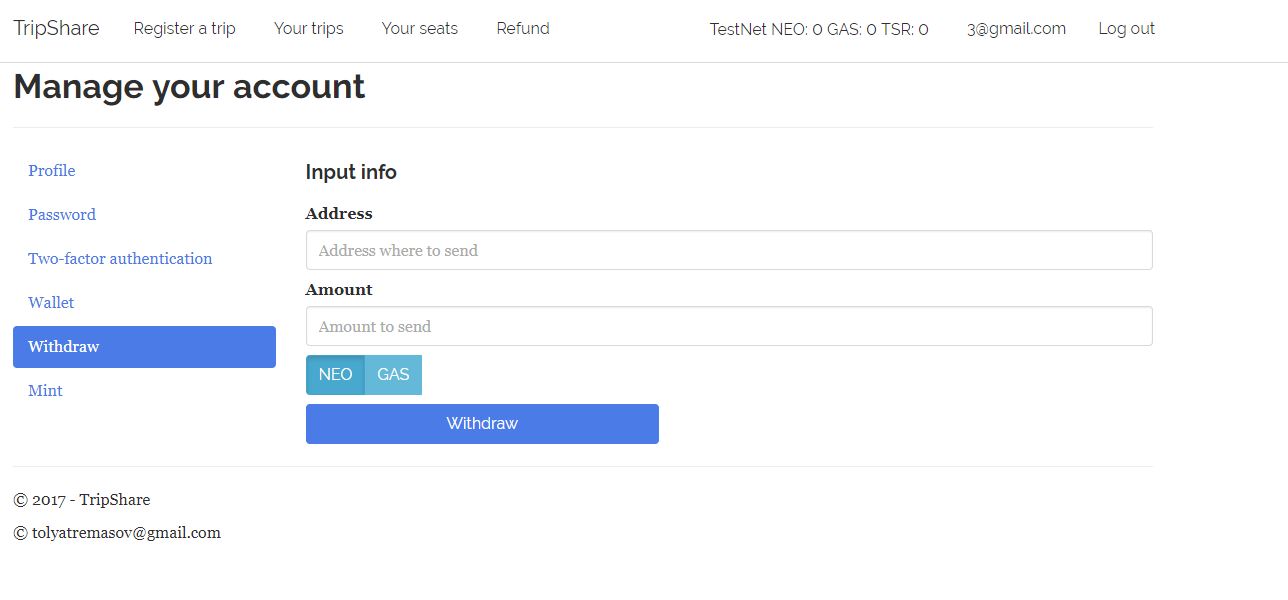 TripShare Register a trip Your trips Your seats Refund TestNet NEO: 0 GAS: 0 TSR: 0 3@gmail.com Log out
Manage your account
Profile
Password
Two-factor authentication
Wallet
Withdraw
Mint
Input info
Address
Address where to send
Amount
Amount to send
NEO GAS
Withdraw
© 2017 - TripShare
© tolyatremasov@gmail.com